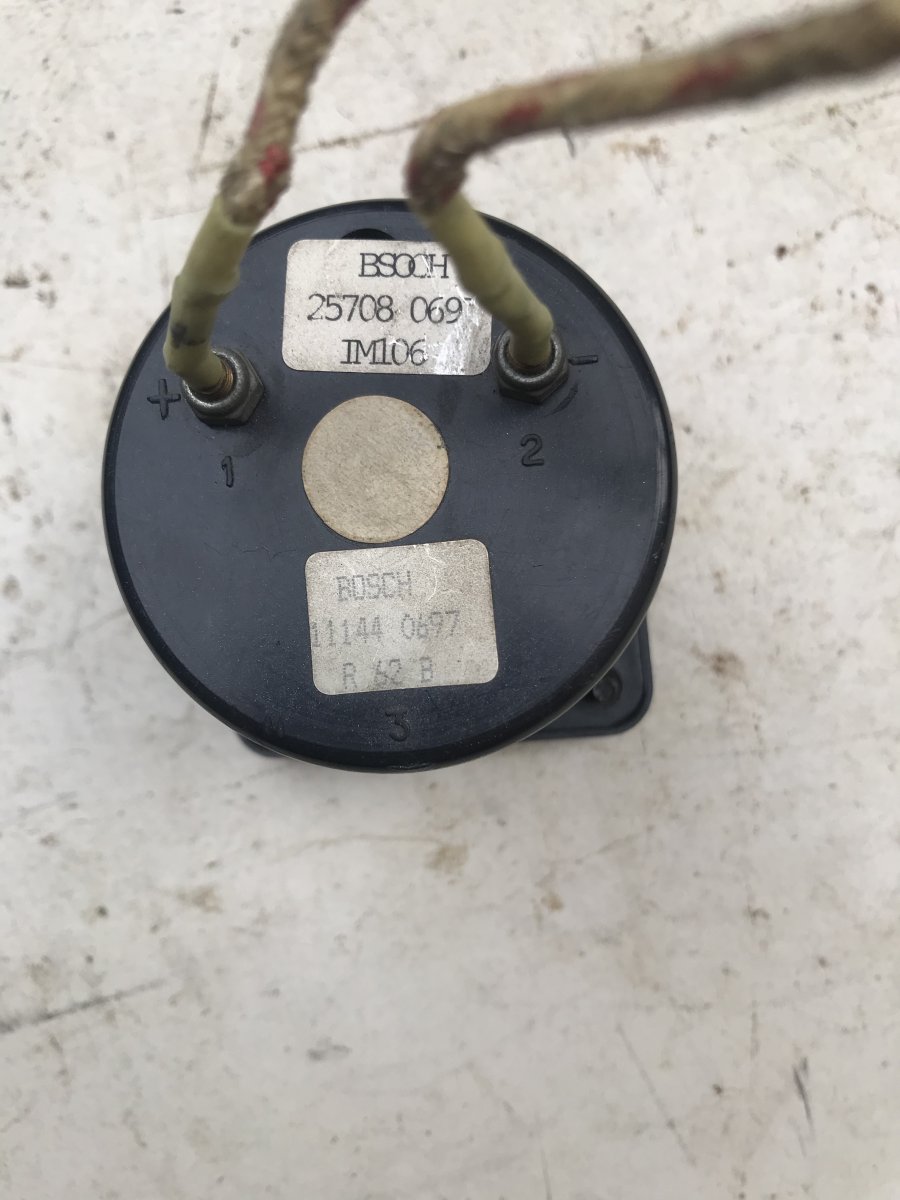 BSOCH
25708 0697
IM106
+
-
1
2
BOSCH
11144 0697
R 62 B
3